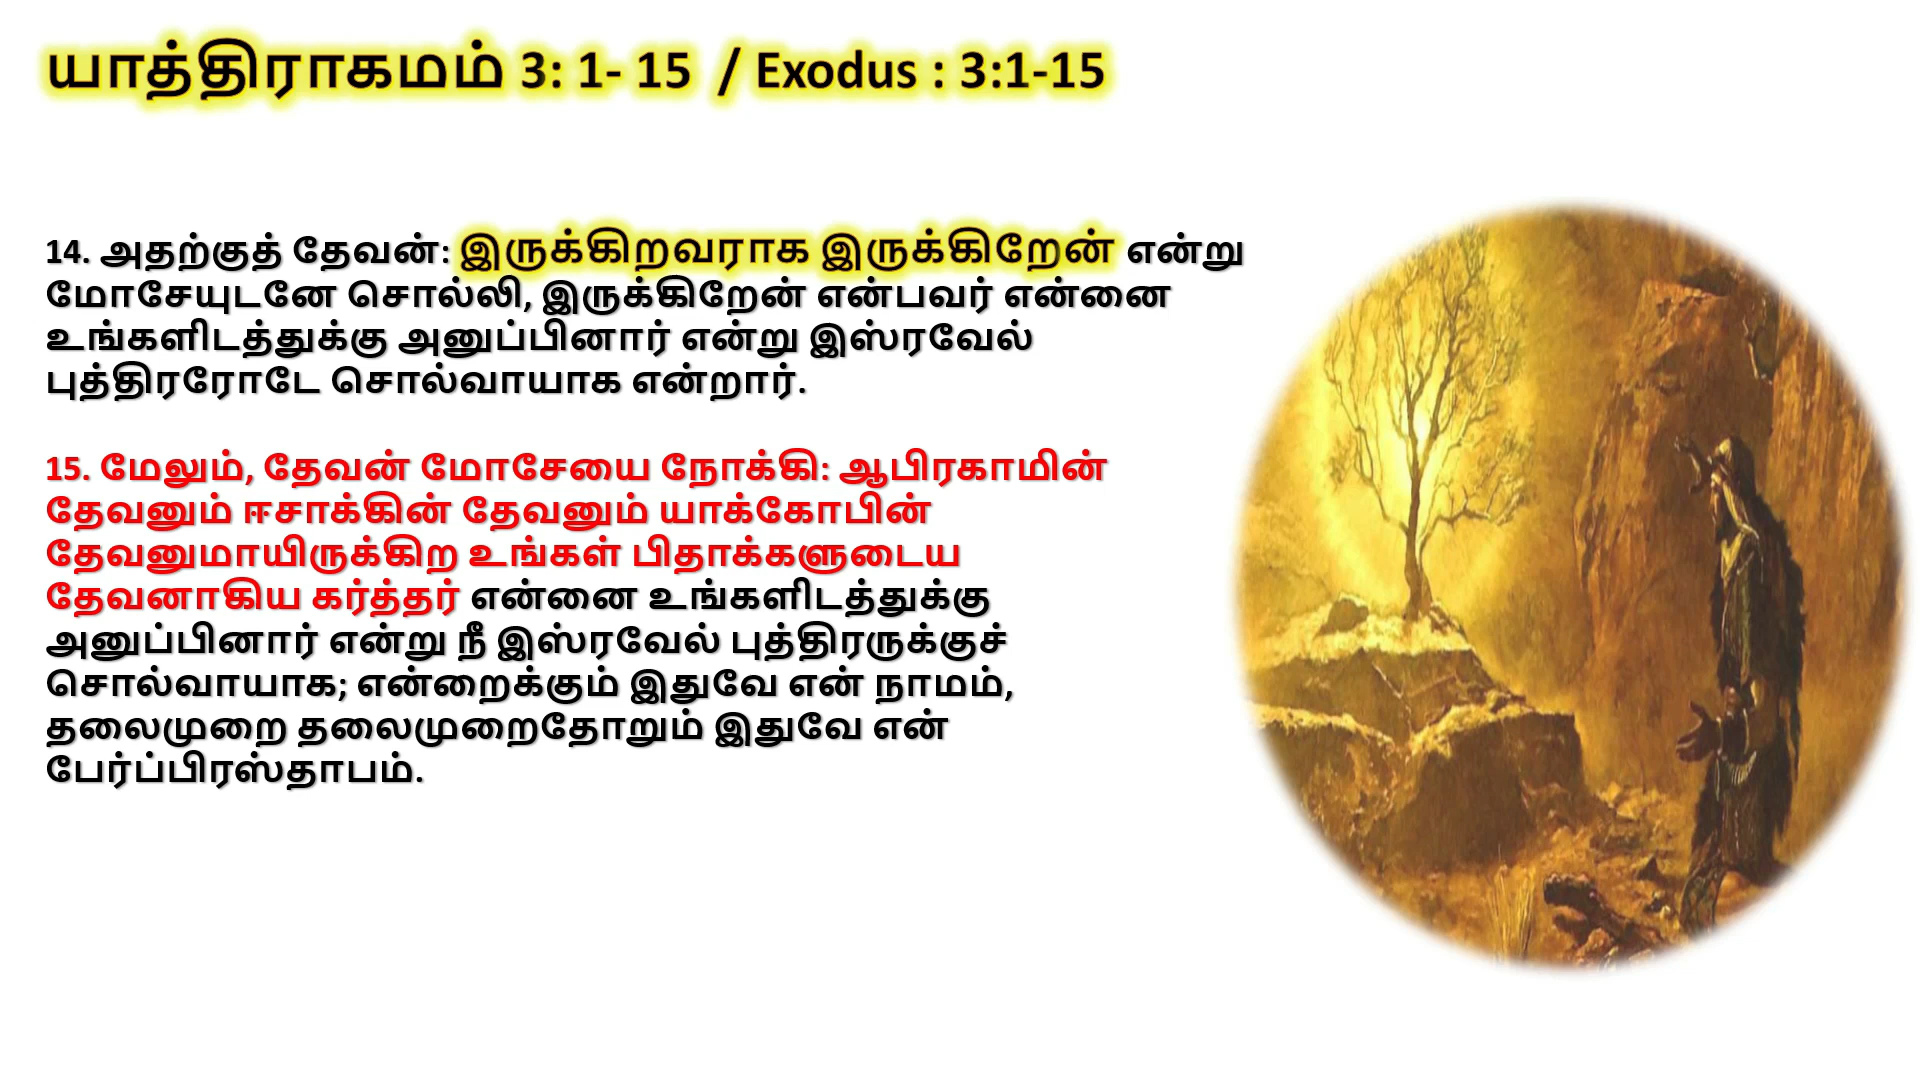 யாத்திராகமம் 3: 1- 15 / Exodus : 3:1-15
14. அதற்குத் தேவன்: இருக்கிறவராக இருக்கிறேன் என்று
மோசேயுடனே சொல்லி, இருக்கிறேன் என்பவர் என்னை
உங்களிடத்துக்கு அனுப்பினார் என்று இஸ்ரவேல்
புத்திரரோடே சொல்வாயாக என்றார்.
15. மேலும், தேவன் மோசேயை நோக்கி: ஆபிரகாமின்
தேவனும் ஈசாக்கின் தேவனும் யாக்கோபின்
தேவனுமாயிருக்கிற உங்கள் பிதாக்களுடைய
தேவனாகிய கர்த்தர் என்னை உங்களிடத்துக்கு
அனுப்பினார் என்று நீ இஸ்ரவேல் புத்திரருக்குச்
சொல்வாயாக; என்றைக்கும் இதுவே என் நாமம்,
தலைமுறை தலைமுறைதோறும் இதுவே என்
பேர்ப்பிரஸ்தாபம்.